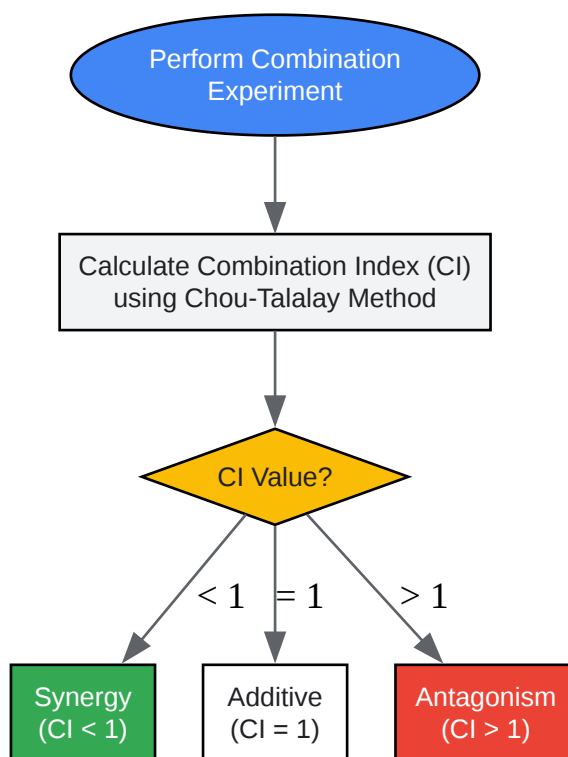 Perform Combination
Experiment
Calculate Combination Index (CI)
using Chou-Talalay Method
CI Value?
< 1
= 1
> 1
Synergy
(CI < 1)
Additive
(CI = 1)
Antagonism
(CI > 1)